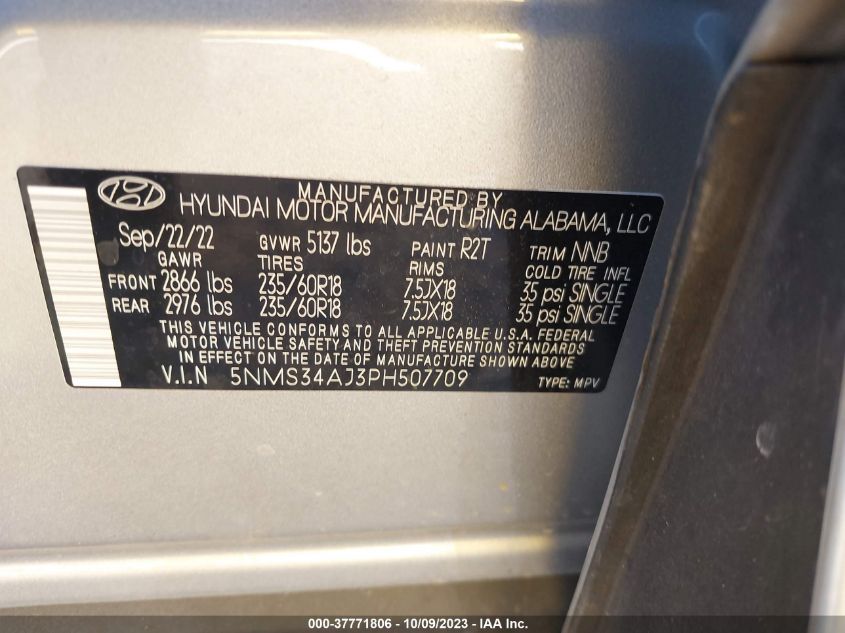 MANUFACTURED BY
HYUNDAI MOTOR MANUFACTURING ALABAMA, LLC
Sep/22/22 GVWR 5137 lbs PAINT R2T TRIM NNB
GAWR TIRES RIMS COLD TIRE INFL
FRONT 2866 lbs 235/60R18 7.5JX18 35 psi SINGLE
REAR 2976 lbs 235/60R18 7.5JX18 35 psi SINGLE
THIS VEHICLE CONFORMS TO ALL APPLICABLE U.S.A. FEDERAL
MOTOR VEHICLE SAFETY AND THEFT PREVENTION STANDARDS
IN EFFECT ON THE DATE OF MANUFACTURE SHOWN ABOVE
V.I.N 5NMS34AJ3PH507709 TYPE: MPV
000-37771806 - 10/09/2023 - IAA Inc.